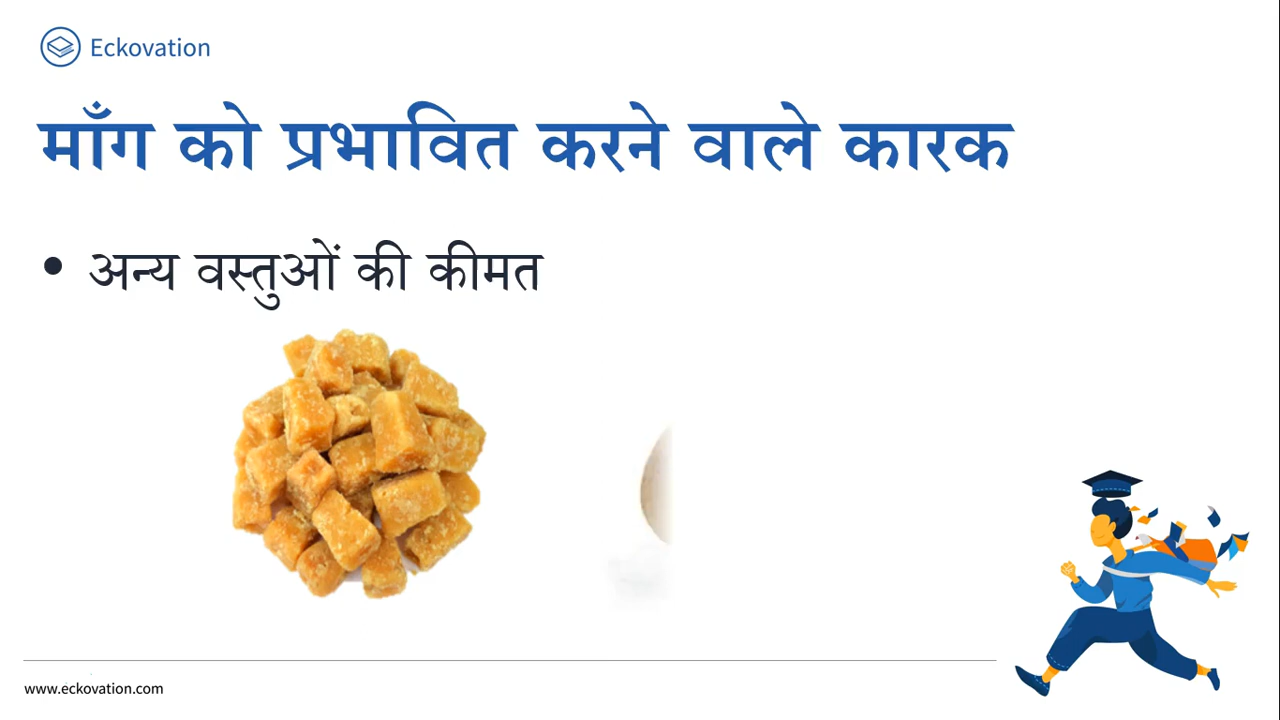 Eckovation
माँग को प्रभावित करने वाले कारक
• अन्य वस्तुओं की कीमत
www.eckovation.com